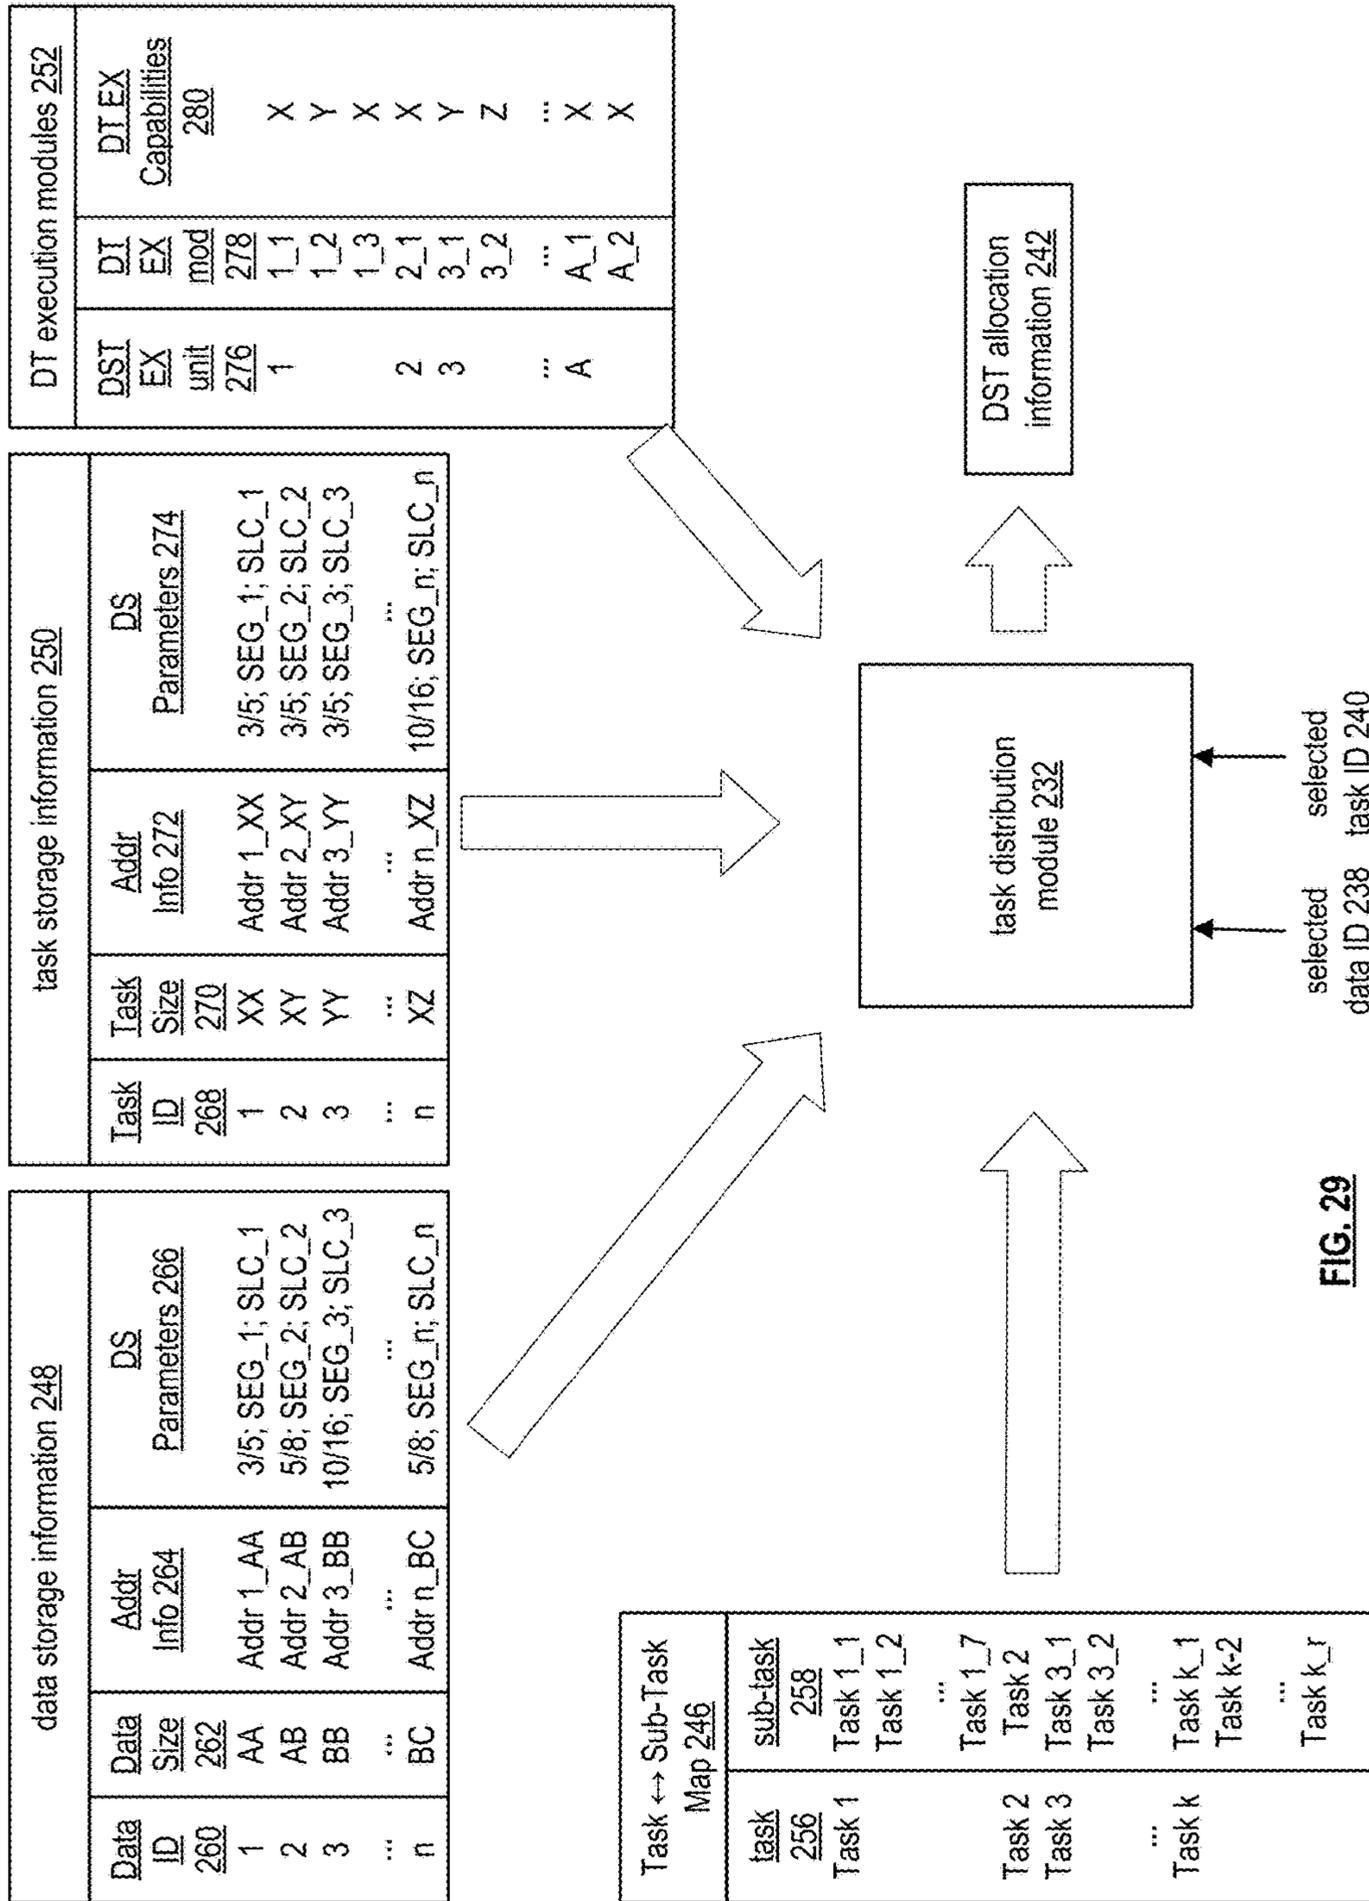 data storage information 248
Data ID 260
Data Size 262
Addr Info 264
DS Parameters 266
1 AA Addr 1_AA 3/5; SEG_1; SLC_1
2 AB Addr 2_AB 5/8; SEG_2; SLC_2
3 BB Addr 3_BB 10/16; SEG_3; SLC_3
... ... ... ...
n BC Addr n_BC 5/8; SEG_n; SLC_n
task storage information 250
Task ID 268
Task Size 270
Addr Info 272
DS Parameters 274
1 XX Addr 1_XX 3/5; SEG_1; SLC_1
2 XY Addr 2_XY 3/5; SEG_2; SLC_2
3 YY Addr 3_YY 3/5; SEG_3; SLC_3
... ... ... ...
n XZ Addr n_XZ 10/16; SEG_n; SLC_n
DT execution modules 252
DST EX unit 276
DT EX mod 278
DT EX Capabilities 280
1 1_1 X
1_2 Y
1_3 X
2 2_1 X
3 3_1 Y
3_2 Z
... ... ...
A A_1 X
A_2 X
Task ↔ Sub-Task
Map 246
task 256
sub-task 258
Task 1 Task 1_1
Task 1_2
...
Task 1_7
Task 2 Task 2
Task 3 Task 3_1
Task 3_2
... ...
Task k Task k_1
Task k-2
...
Task k_r
task distribution
module 232
DST allocation
information 242
selected
data ID 238
selected
task ID 240
FIG. 29